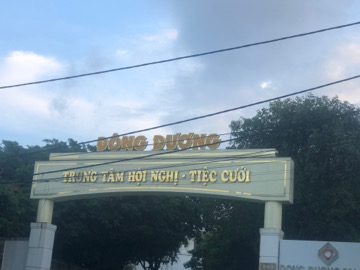 ĐÔNG DƯƠNG
TRUNG TÂM HỘI NGHỊ - TIỆC CƯỚI